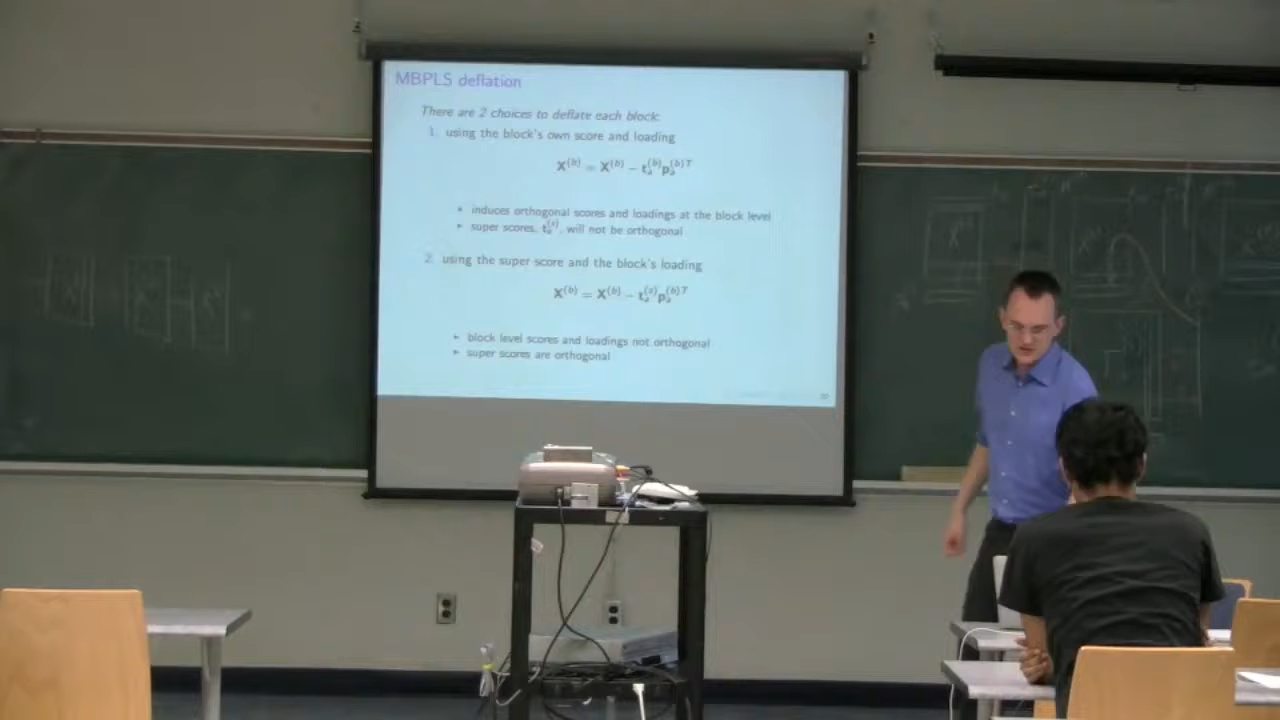 MBPLS deflation
There are 2 choices to deflate each block:
1. using the block's own score and loading
X^(b) = X^(b) − t_a^(b) p_a^(b)T
induces orthogonal scores and loadings at the block level
super scores, t_a^(s), will not be orthogonal
2. using the super score and the block's loading
X^(b) = X^(b) − t_a^(s) p_a^(b)T
block level scores and loadings not orthogonal
super scores are orthogonal